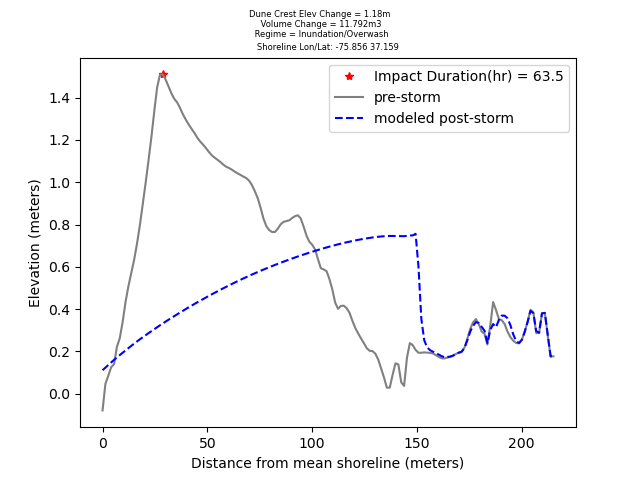 Dune Crest Elev Change = 1.18m
Volume Change = 11.792m3
Regime = Inundation/Overwash
Shoreline Lon/Lat: -75.856 37.159
Impact Duration(hr) = 63.5
pre-storm
modeled post-storm
Elevation (meters)
1.4
1.2
1.0
0.8
0.6
0.4
0.2
0.0
0 50 100 150 200
Distance from mean shoreline (meters)